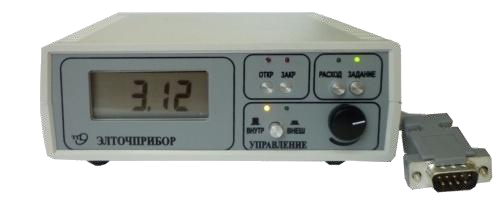 3.12
ОТКР ЗАКР
РАСХОД ЗАДАНИЕ
ВНУТР ВНЕШ
УПРАВЛЕНИЕ
ЭЛТОЧПРИБОР